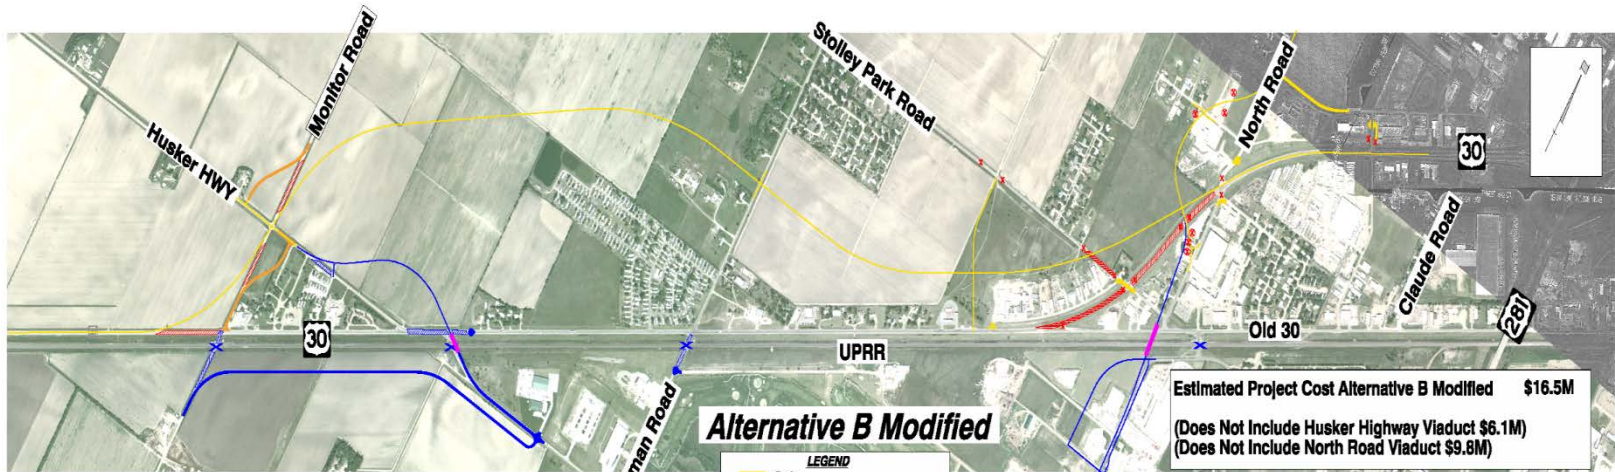 Monitor Road
Husker HWY
Stolley Park Road
North Road
30
Claude Road
281
30
Old 30
UPRR
man Road
Alternative B Modified
LEGEND
Estimated Project Cost Alternative B Modified $16.5M
(Does Not Include Husker Highway Viaduct $6.1M)
(Does Not Include North Road Viaduct $9.8M)